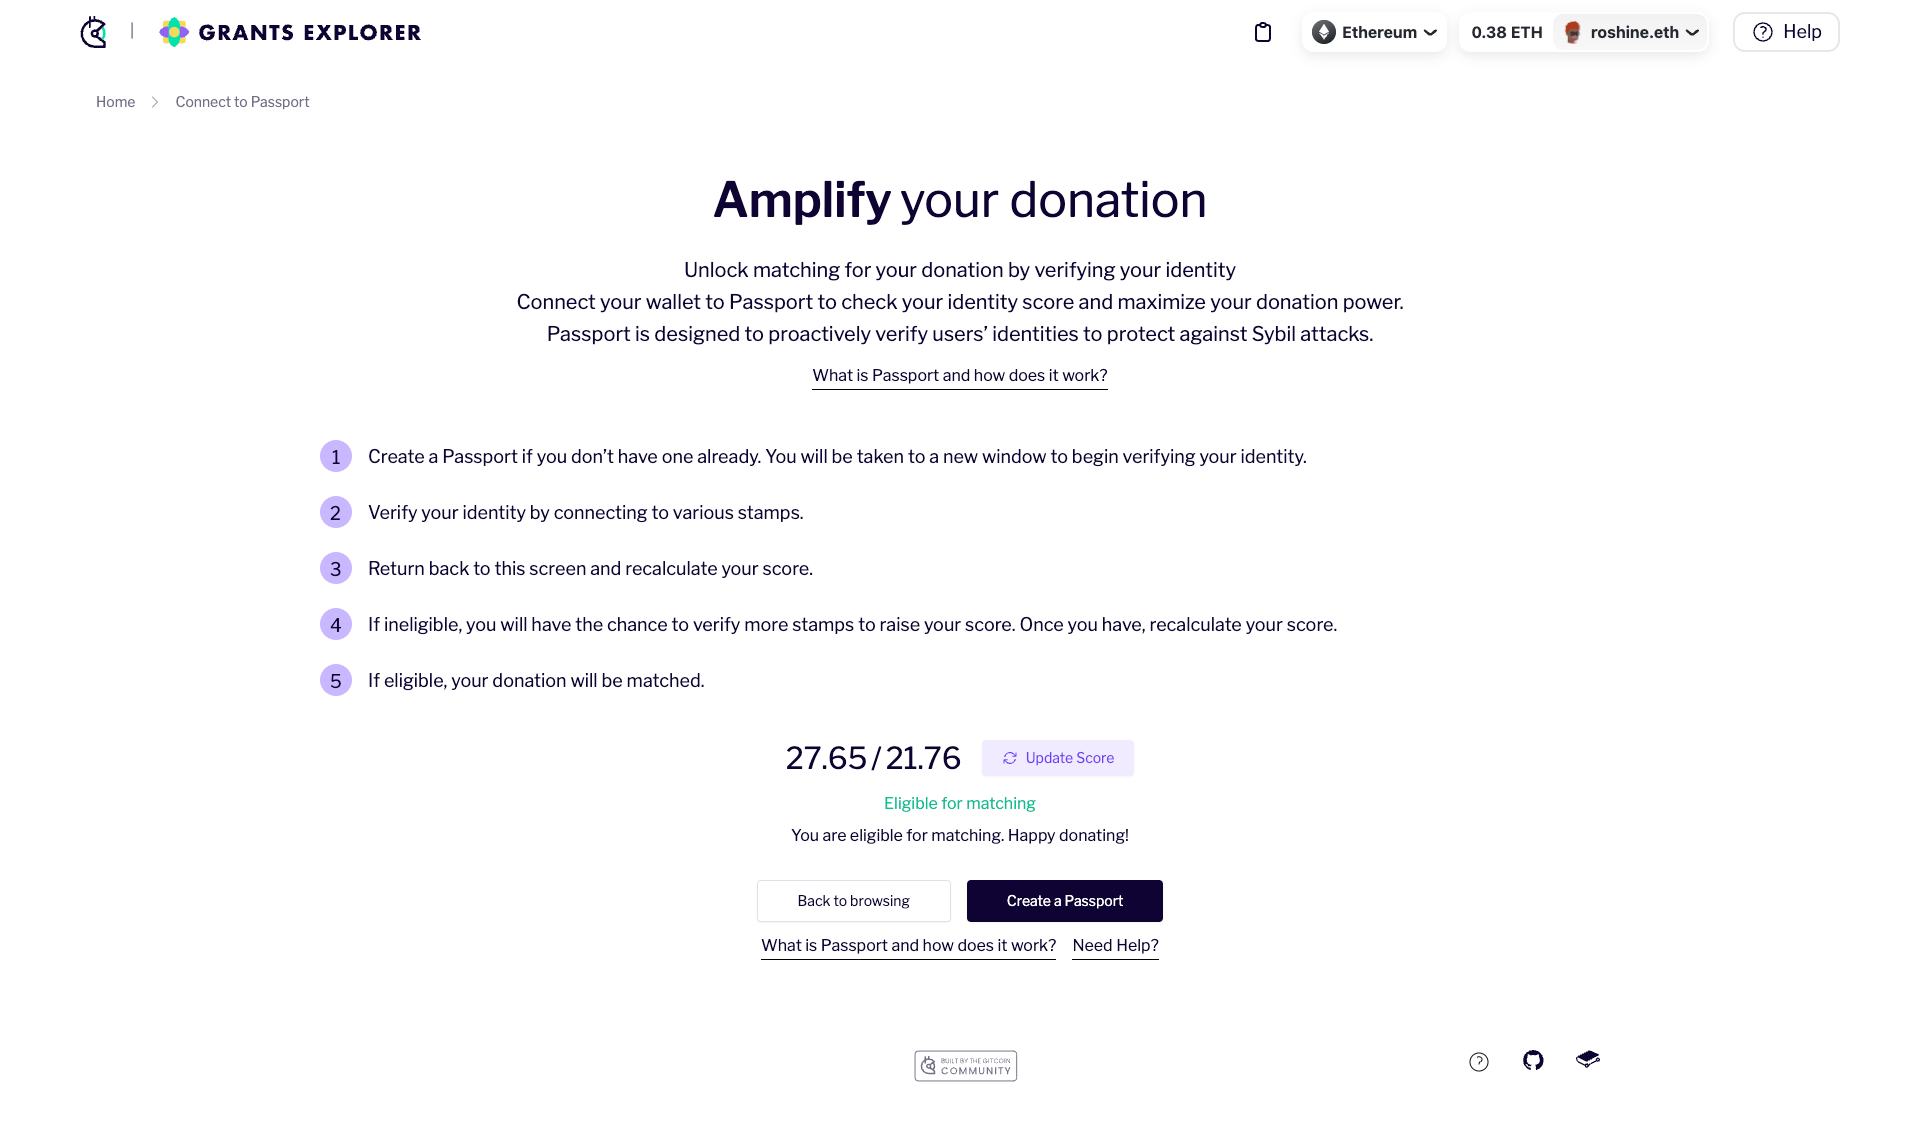 GRANTS EXPLORER
Ethereum
0.38 ETH
roshine.eth
Help
Home
Connect to Passport
Amplify your donation
Unlock matching for your donation by verifying your identity
Connect your wallet to Passport to check your identity score and maximize your donation power.
Passport is designed to proactively verify users’ identities to protect against Sybil attacks.
What is Passport and how does it work?
1 Create a Passport if you don’t have one already. You will be taken to a new window to begin verifying your identity.
2 Verify your identity by connecting to various stamps.
3 Return back to this screen and recalculate your score.
4 If ineligible, you will have the chance to verify more stamps to raise your score. Once you have, recalculate your score.
5 If eligible, your donation will be matched.
27.65 / 21.76
Update Score
Eligible for matching
You are eligible for matching. Happy donating!
Back to browsing
Create a Passport
What is Passport and how does it work?
Need Help?
BUILT BY THE GITCOIN
COMMUNITY